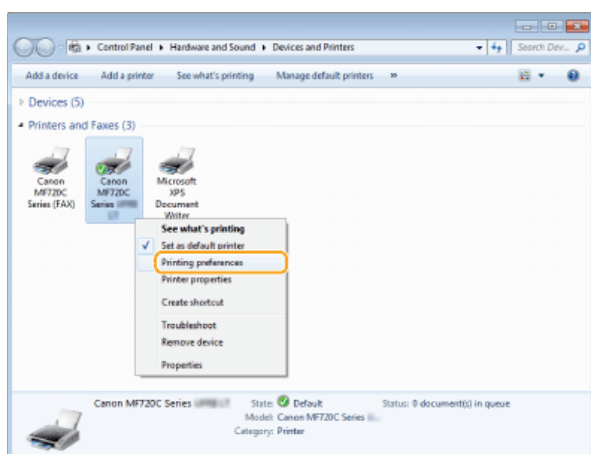 Control Panel ▸ Hardware and Sound ▸ Devices and Printers
Search Dev...
Add a device Add a printer See what's printing Manage default printers »
Devices (5)
Printers and Faxes (3)
Canon
MF720C
Series (FAX)
Canon
MF720C
Series
Microsoft
XPS
Document
Writer
See what's printing
Set as default printer
Printing preferences
Printer properties
Create shortcut
Troubleshoot
Remove device
Properties
Canon MF720C Series State: Default Status: 0 document(s) in queue
Model: Canon MF720C Series
Category: Printer